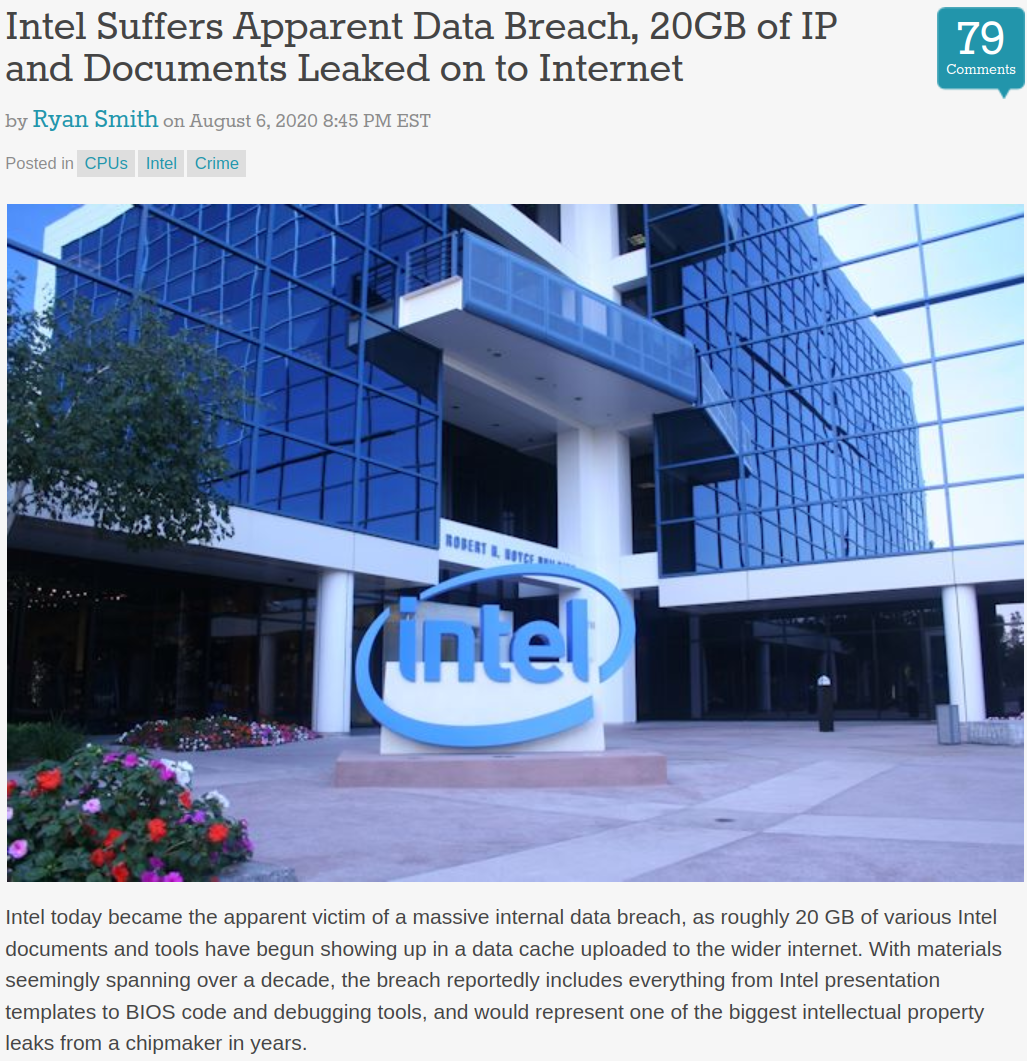 Intel Suffers Apparent Data Breach, 20GB of IP
and Documents Leaked on to Internet
79
Comments
by Ryan Smith on August 6, 2020 8:45 PM EST
Posted in CPUs Intel Crime
ROBERT N. NOYCE
intel
Intel today became the apparent victim of a massive internal data breach, as roughly 20 GB of various Intel
documents and tools have begun showing up in a data cache uploaded to the wider internet. With materials
seemingly spanning over a decade, the breach reportedly includes everything from Intel presentation
templates to BIOS code and debugging tools, and would represent one of the biggest intellectual property
leaks from a chipmaker in years.